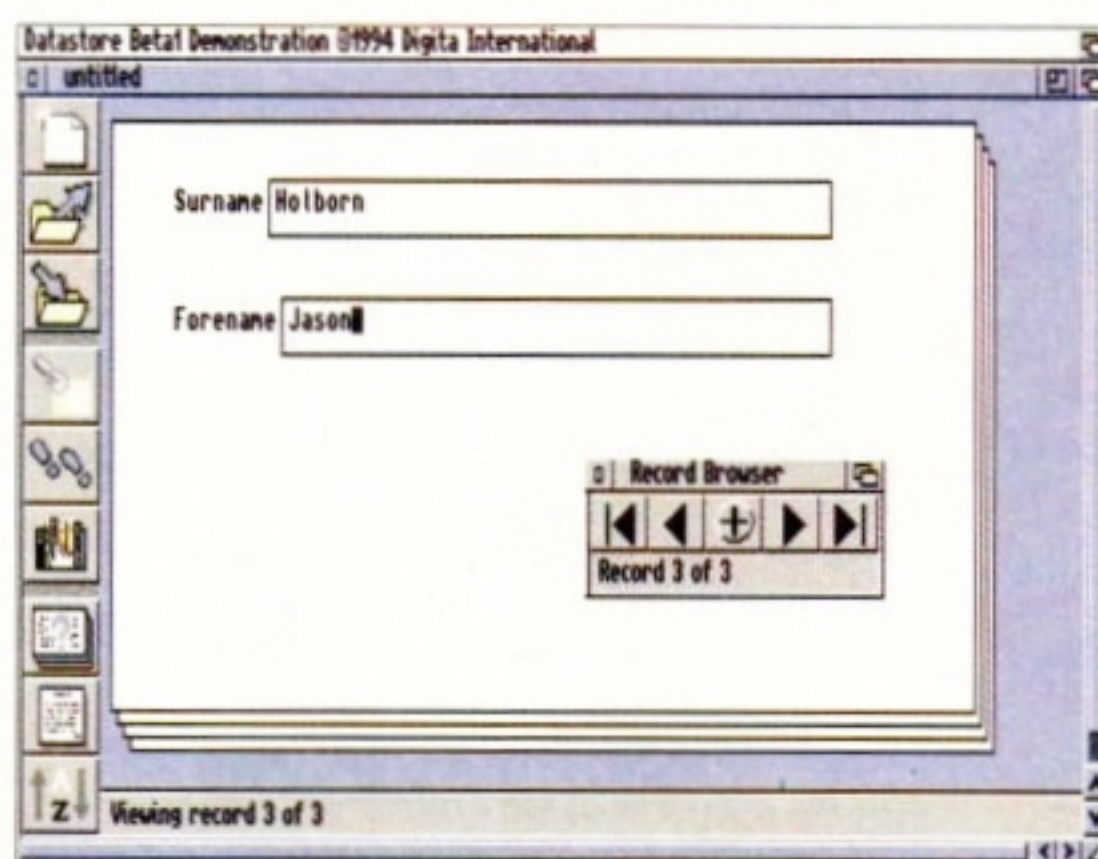 Datastore Beta1 Demonstration ©1994 Digita International
untitled
Surname Holborn
Forename Jason
Record Browser
Record 3 of 3
Z
Viewing record 3 of 3